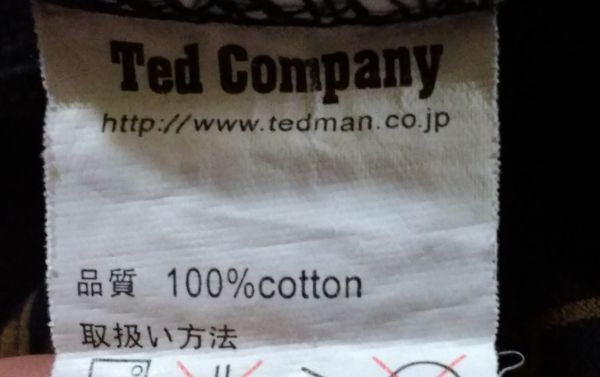 Ted Company
http://www.tedman.co.jp
品質 100%cotton
取扱い方法